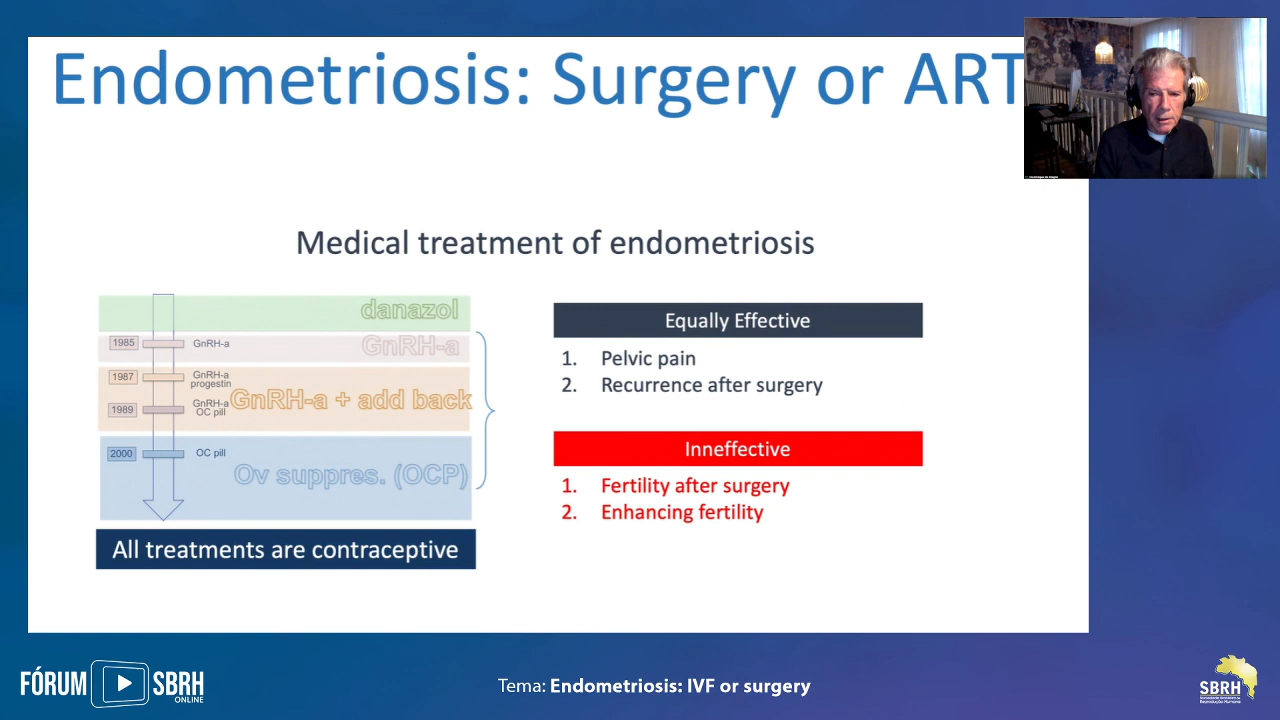 Endometriosis: Surgery or ART
Medical treatment of endometriosis
danazol
1985
GnRH-a
GnRH-a
1987
GnRH-a
progestin
GnRH-a + add back
1989
GnRH-a
OC pill
2000
OC pill
Ov suppres. (OCP)
All treatments are contraceptive
Equally Effective
1. Pelvic pain
2. Recurrence after surgery
Inneffective
1. Fertility after surgery
2. Enhancing fertility
FÓRUM SBRH
ONLINE
Tema: Endometriosis: IVF or surgery
SBRH